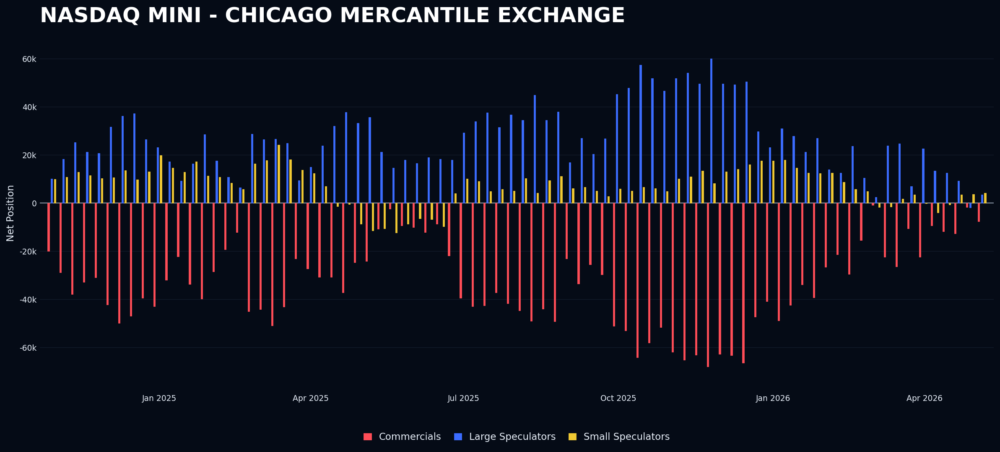 NASDAQ MINI - CHICAGO MERCANTILE EXCHANGE
Net Position
60k
40k
20k
0
-20k
-40k
-60k
Jan 2025 Apr 2025 Jul 2025 Oct 2025 Jan 2026 Apr 2026
Commercials Large Speculators Small Speculators